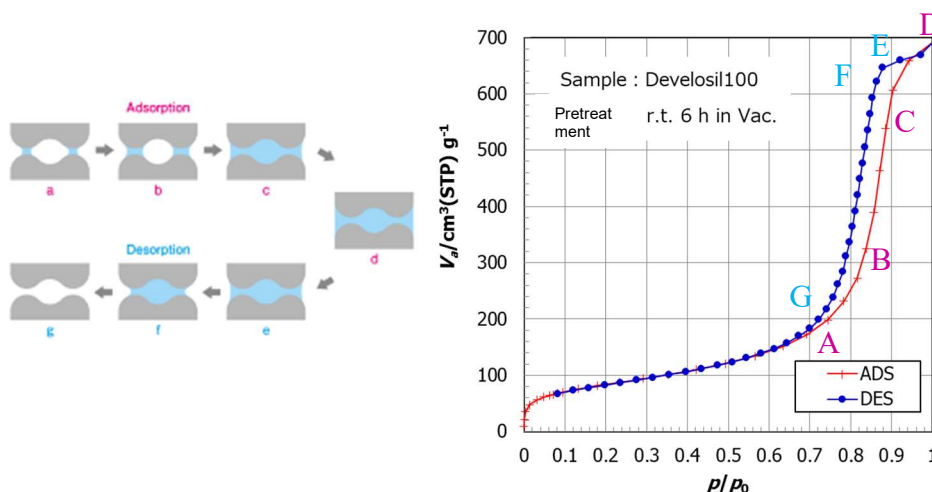 Adsorption
a
b
c
d
Desorption
g
f
e
D
E
F
C
B
G
A
Sample : Develosil100
Pretreat
ment
r.t. 6 h in Vac.
ADS
DES
Vₐ/cm³(STP) g⁻¹
700
600
500
400
300
200
100
0
0 0.1 0.2 0.3 0.4 0.5 0.6 0.7 0.8 0.9 1
p/p₀